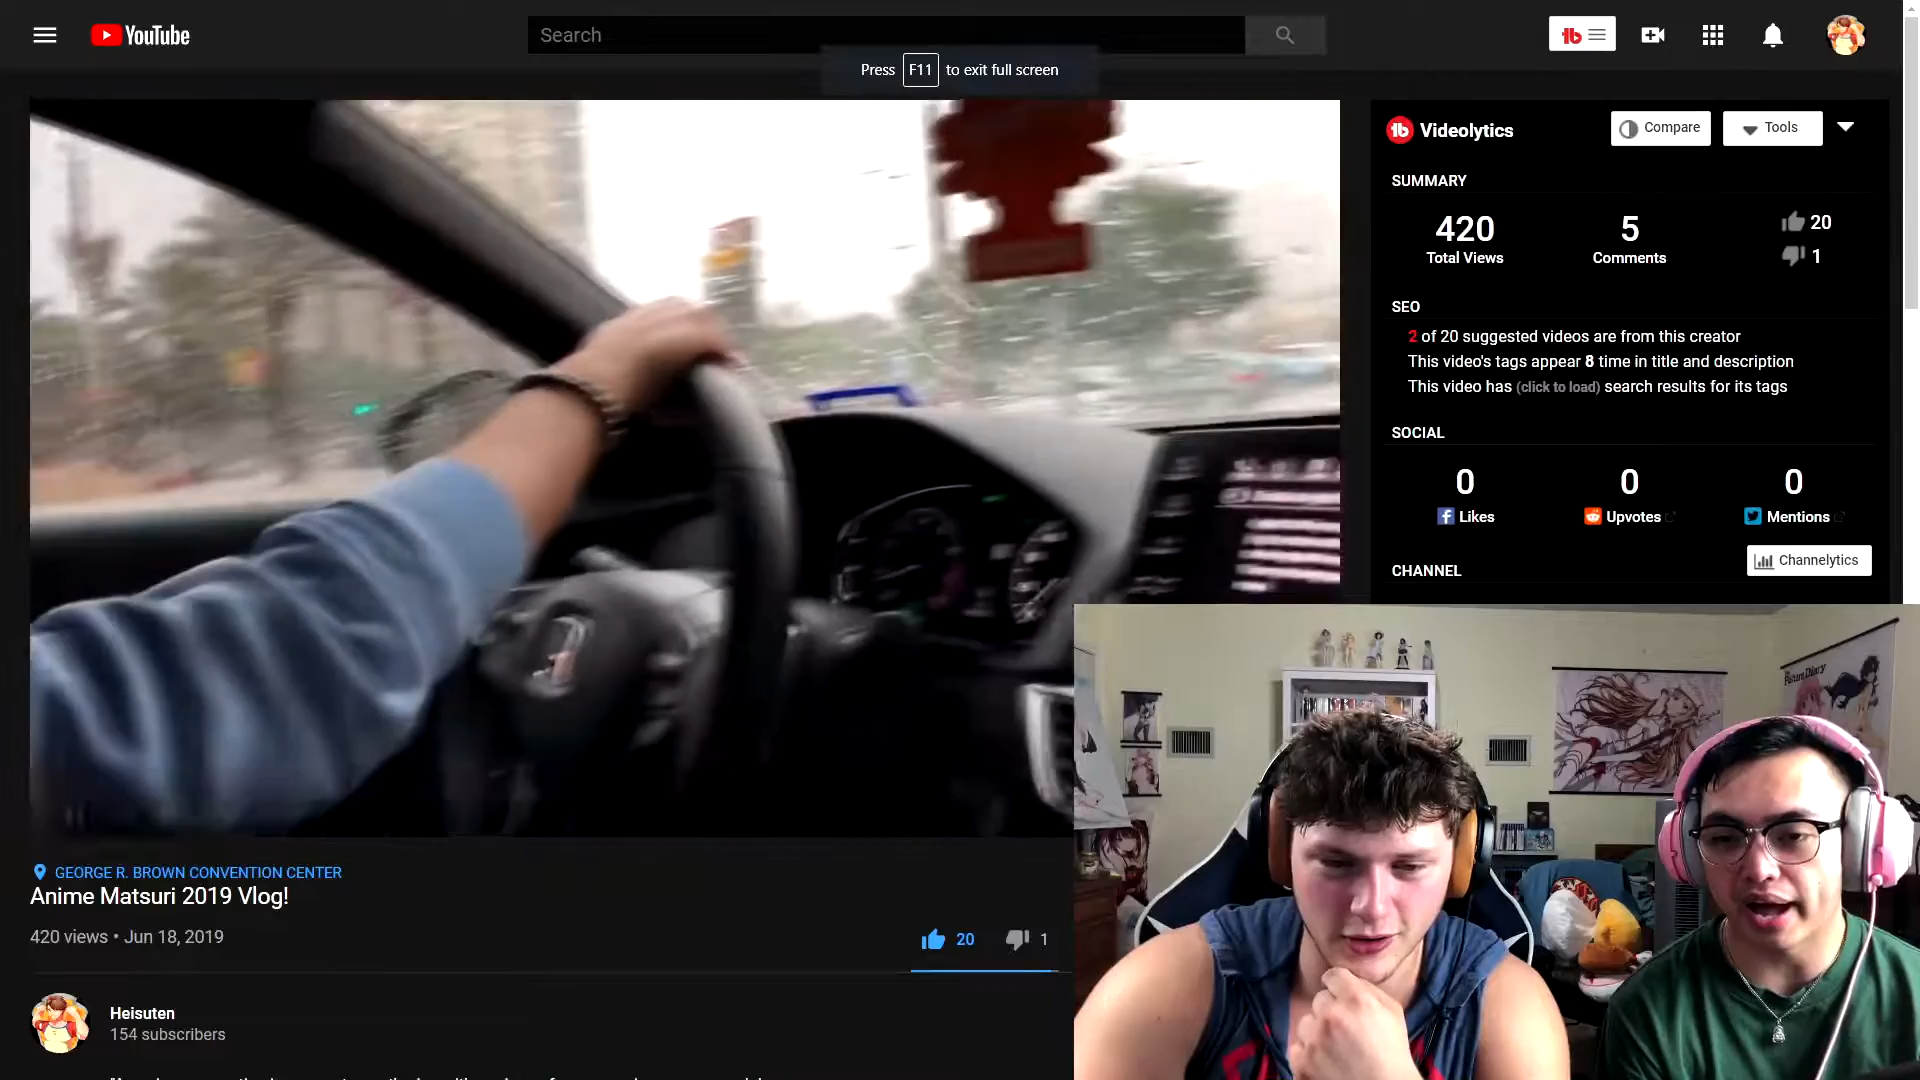 YouTube
Search
Press F11 to exit full screen
Videolytics
Compare
Tools
SUMMARY
420
Total Views
5
Comments
20
1
SEO
2 of 20 suggested videos are from this creator
This video's tags appear 8 time in title and description
This video has (click to load) search results for its tags
SOCIAL
0
Likes
0
Upvotes
0
Mentions
CHANNEL
Channelytics
GEORGE R. BROWN CONVENTION CENTER
Anime Matsuri 2019 Vlog!
420 views • Jun 18, 2019
20
1
Heisuten
154 subscribers
Future Diary